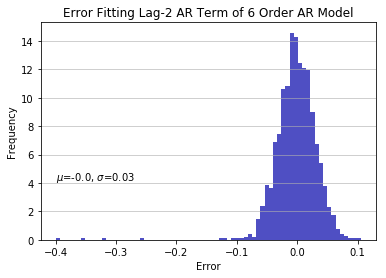 Error Fitting Lag-2 AR Term of 6 Order AR Model
14
12
10
8
6
4
2
0
Frequency
μ=-0.0, σ=0.03
−0.4 −0.3 −0.2 −0.1 0.0 0.1
Error